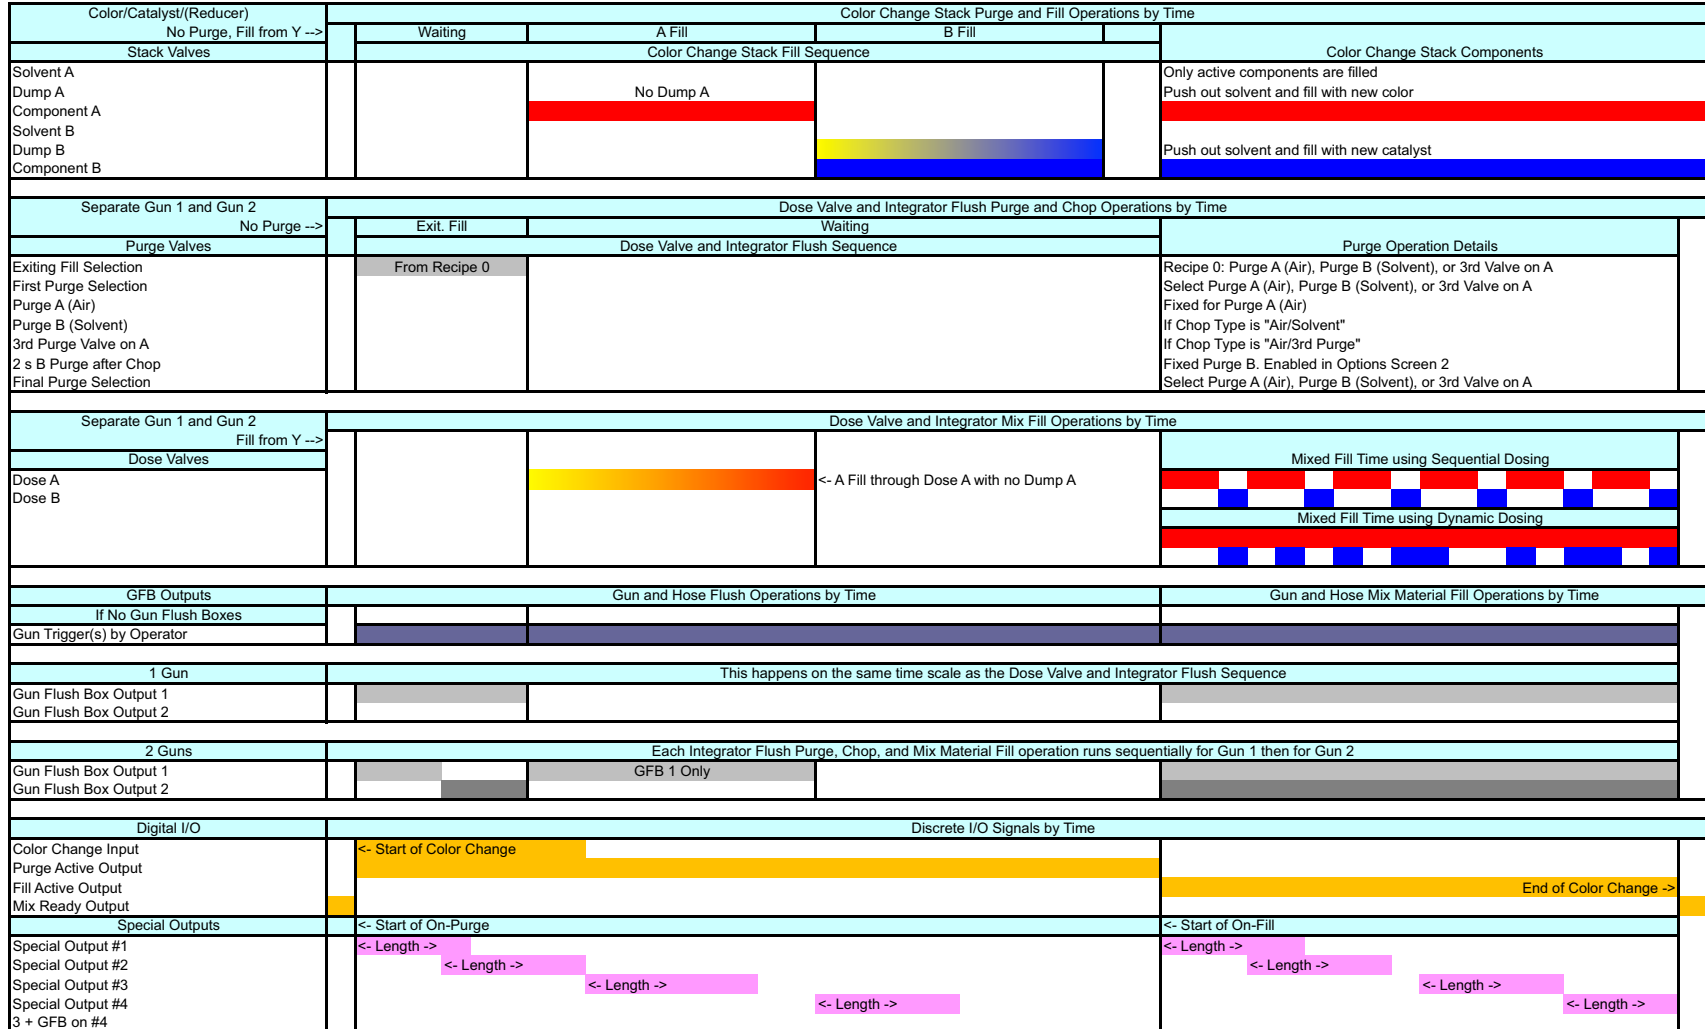 Color/Catalyst/(Reducer)
Color Change Stack Purge and Fill Operations by Time
No Purge, Fill from Y -->
Waiting
A Fill
B Fill
Stack Valves
Color Change Stack Fill Sequence
Color Change Stack Components
Solvent A
Only active components are filled
Dump A
No Dump A
Push out solvent and fill with new color
Component A
Solvent B
Dump B
Push out solvent and fill with new catalyst
Component B
Separate Gun 1 and Gun 2
Dose Valve and Integrator Flush Purge and Chop Operations by Time
No Purge -->
Exit. Fill
Waiting
Purge Valves
Dose Valve and Integrator Flush Sequence
Purge Operation Details
Exiting Fill Selection
From Recipe 0
Recipe 0: Purge A (Air), Purge B (Solvent), or 3rd Valve on A
First Purge Selection
Select Purge A (Air), Purge B (Solvent), or 3rd Valve on A
Purge A (Air)
Fixed for Purge A (Air)
Purge B (Solvent)
If Chop Type is "Air/Solvent"
3rd Purge Valve on A
If Chop Type is "Air/3rd Purge"
2 s B Purge after Chop
Fixed Purge B. Enabled in Options Screen 2
Final Purge Selection
Select Purge A (Air), Purge B (Solvent), or 3rd Valve on A
Separate Gun 1 and Gun 2
Dose Valve and Integrator Mix Fill Operations by Time
Fill from Y -->
Dose Valves
Mixed Fill Time using Sequential Dosing
Dose A
<- A Fill through Dose A with no Dump A
Dose B
Mixed Fill Time using Dynamic Dosing
GFB Outputs
Gun and Hose Flush Operations by Time
Gun and Hose Mix Material Fill Operations by Time
If No Gun Flush Boxes
Gun Trigger(s) by Operator
1 Gun
This happens on the same time scale as the Dose Valve and Integrator Flush Sequence
Gun Flush Box Output 1
Gun Flush Box Output 2
2 Guns
Each Integrator Flush Purge, Chop, and Mix Material Fill operation runs sequentially for Gun 1 then for Gun 2
Gun Flush Box Output 1
GFB 1 Only
Gun Flush Box Output 2
Digital I/O
Discrete I/O Signals by Time
Color Change Input
<- Start of Color Change
Purge Active Output
Fill Active Output
End of Color Change ->
Mix Ready Output
Special Outputs
<- Start of On-Purge
<- Start of On-Fill
Special Output #1
<- Length ->
<- Length ->
Special Output #2
<- Length ->
<- Length ->
Special Output #3
<- Length ->
<- Length ->
Special Output #4
<- Length ->
<- Length ->
3 + GFB on #4